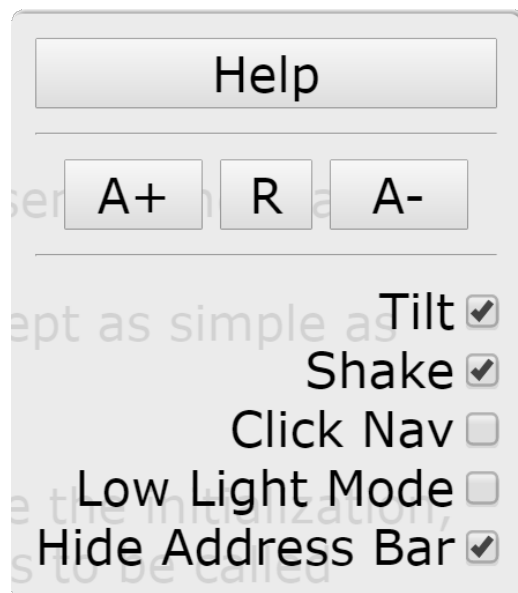 Help
A+ R A-
ept as simple as
Tilt
Shake
Click Nav
Low Light Mode
e the initialization,
Hide Address Bar
s to be called